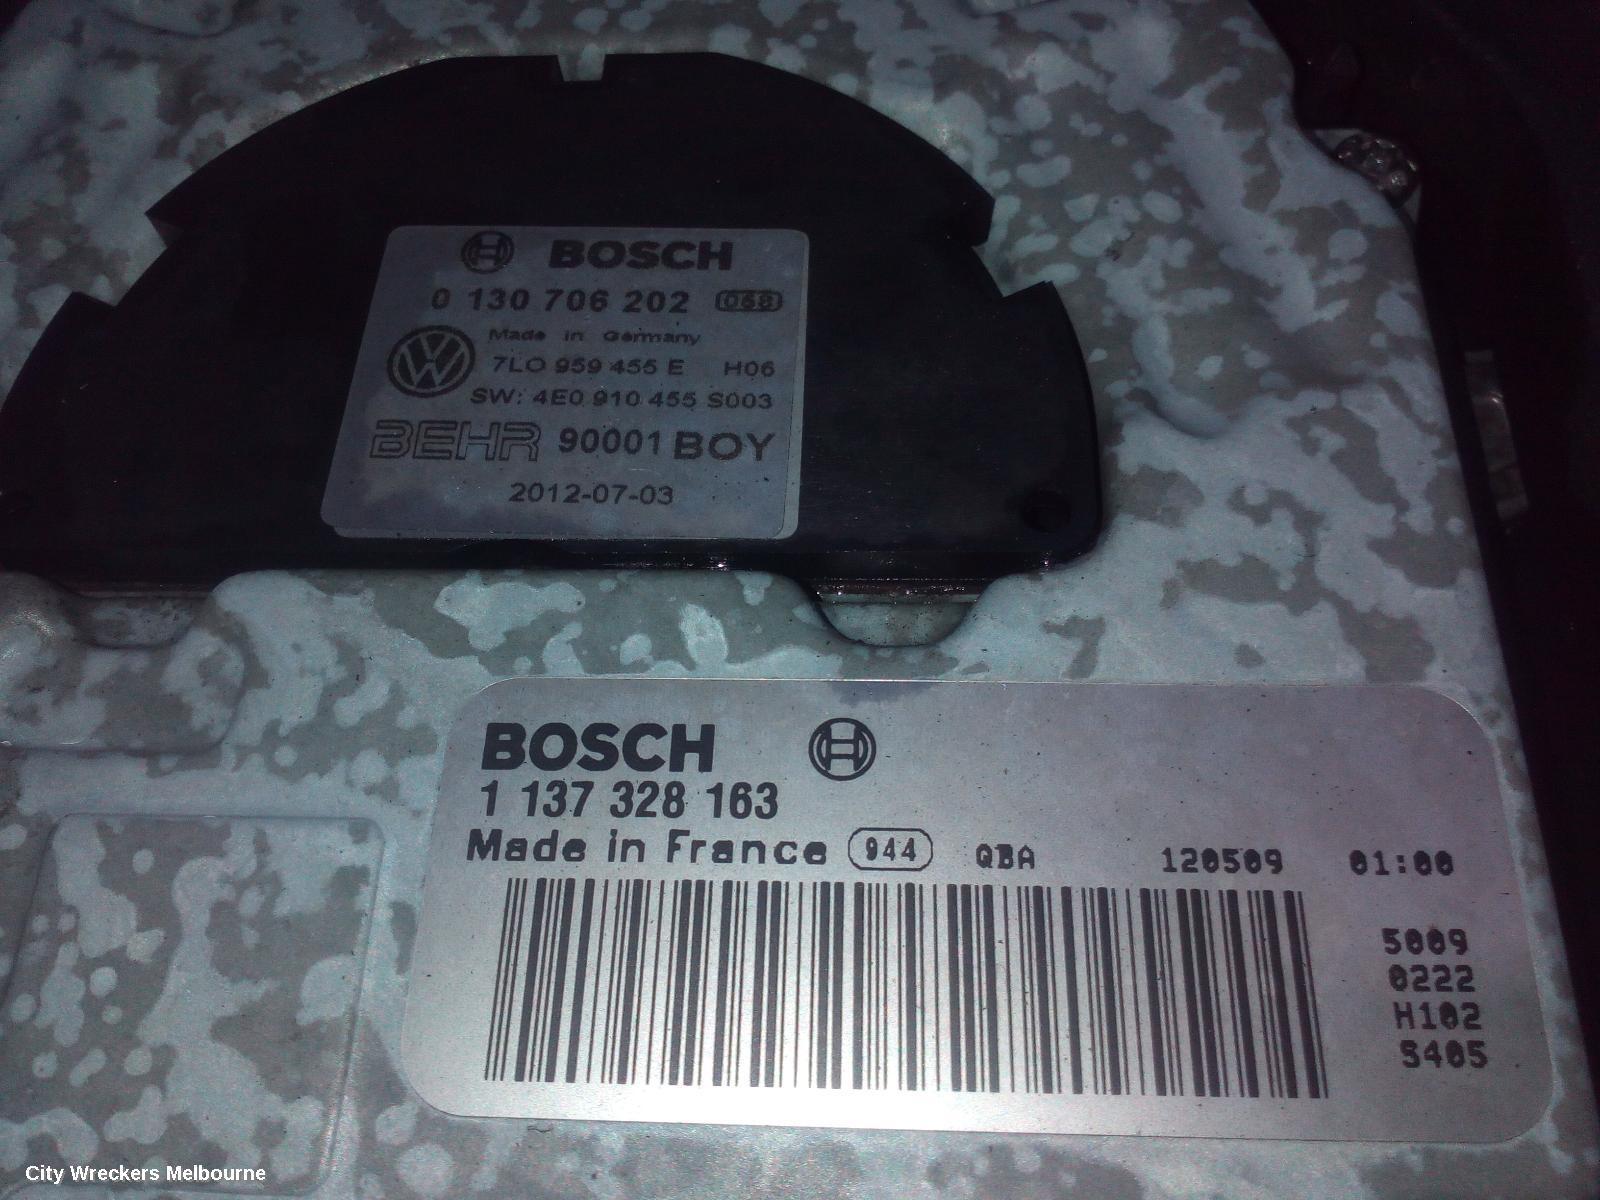 BOSCH
0 130 706 202 068
Made in Germany
7L0 959 455 E H06
SW: 4E0 910 455 S003
BEHR 90001 BOY
2012-07-03
BOSCH
1 137 328 163
Made in France 944 QBA 120509 01:00
5009
0222
H102
S405
City Wreckers Melbourne